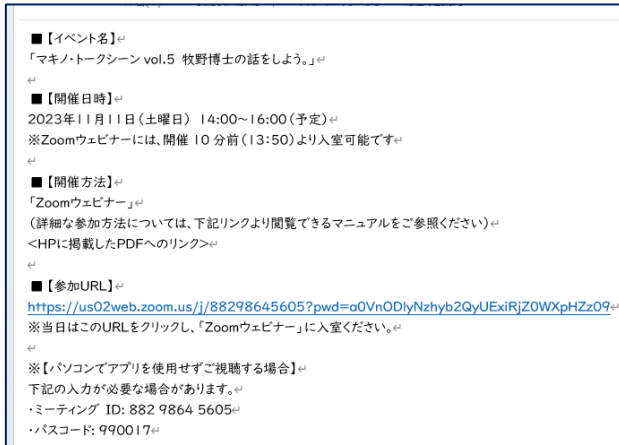 ■【イベント名】
「マキノ・トークシーン vol.5 牧野博士の話をしよう。」
■【開催日時】
2023年11月11日(土曜日) 14:00~16:00(予定)
※Zoomウェビナーには、開催 10 分前(13:50)より入室可能です
■【開催方法】
「Zoomウェビナー」
(詳細な参加方法については、下記リンクより閲覧できるマニュアルをご参照ください)
<HPに掲載したPDFへのリンク>
■【参加URL】
https://us02web.zoom.us/j/88298645605?pwd=a0VnODlyNzhyb2QyUExiRjZ0WXpHZz09
※当日はこのURLをクリックし、「Zoomウェビナー」に入室ください。
※【パソコンでアプリを使用せずご視聴する場合】
下記の入力が必要な場合があります。
・ミーティング ID: 882 9864 5605
・パスコード: 990017